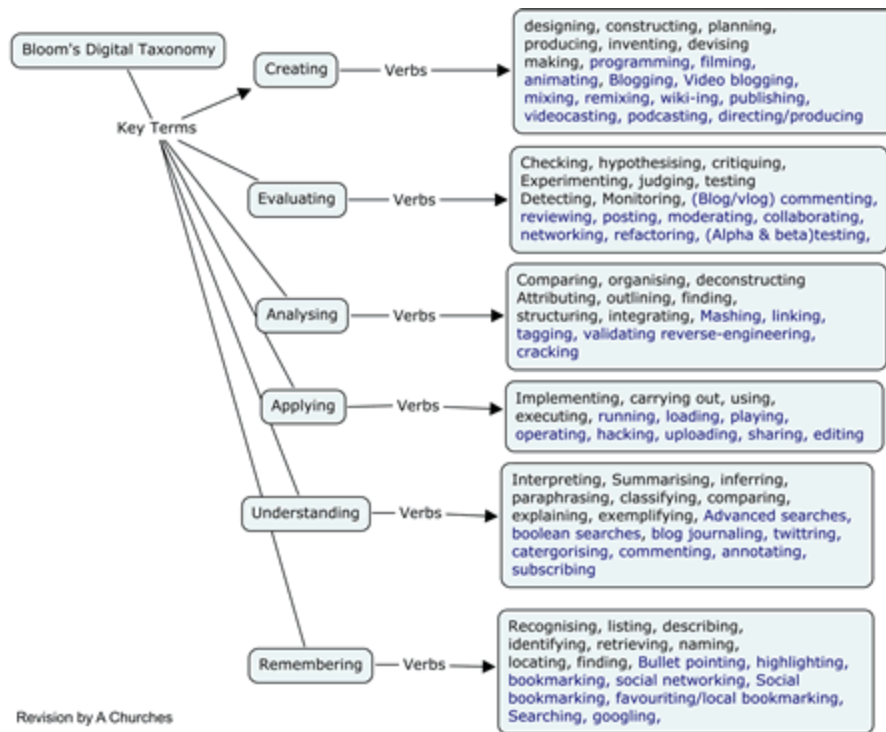 Bloom's Digital Taxonomy
Key Terms
Creating
Verbs
designing, constructing, planning,
producing, inventing, devising
making, programming, filming,
animating, Blogging, Video blogging,
mixing, remixing, wiki-ing, publishing,
videocasting, podcasting, directing/producing
Evaluating
Verbs
Checking, hypothesising, critiquing,
Experimenting, judging, testing
Detecting, Monitoring, (Blog/vlog) commenting,
reviewing, posting, moderating, collaborating,
networking, refactoring, (Alpha & beta)testing,
Analysing
Verbs
Comparing, organising, deconstructing
Attributing, outlining, finding,
structuring, integrating, Mashing, linking,
tagging, validating reverse-engineering,
cracking
Applying
Verbs
Implementing, carrying out, using,
executing, running, loading, playing,
operating, hacking, uploading, sharing, editing
Understanding
Verbs
Interpreting, Summarising, inferring,
paraphrasing, classifying, comparing,
explaining, exemplifying, Advanced searches,
boolean searches, blog journaling, twittring,
catergorising, commenting, annotating,
subscribing
Remembering
Verbs
Recognising, listing, describing,
identifying, retrieving, naming,
locating, finding, Bullet pointing, highlighting,
bookmarking, social networking, Social
bookmarking, favouriting/local bookmarking,
Searching, googling,
Revision by A Churches